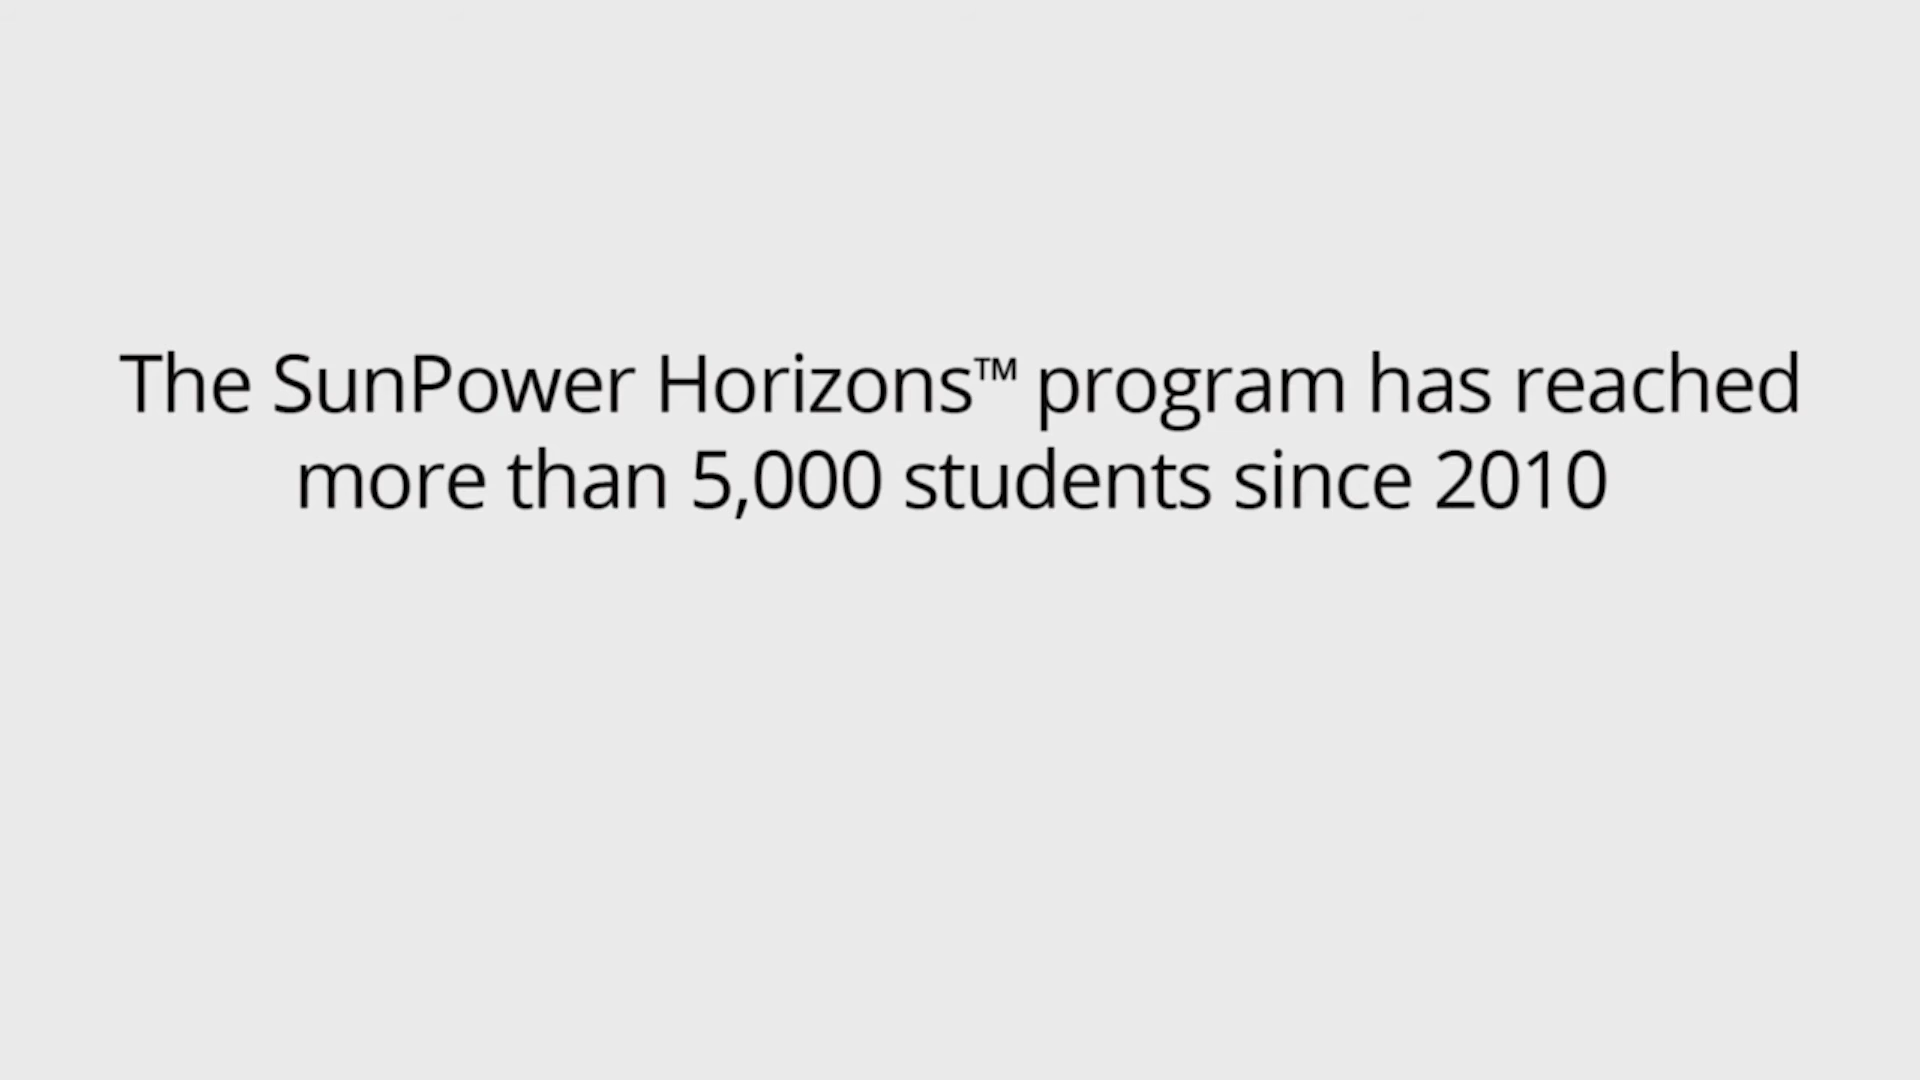 The SunPower Horizons™ program has reached
more than 5,000 students since 2010